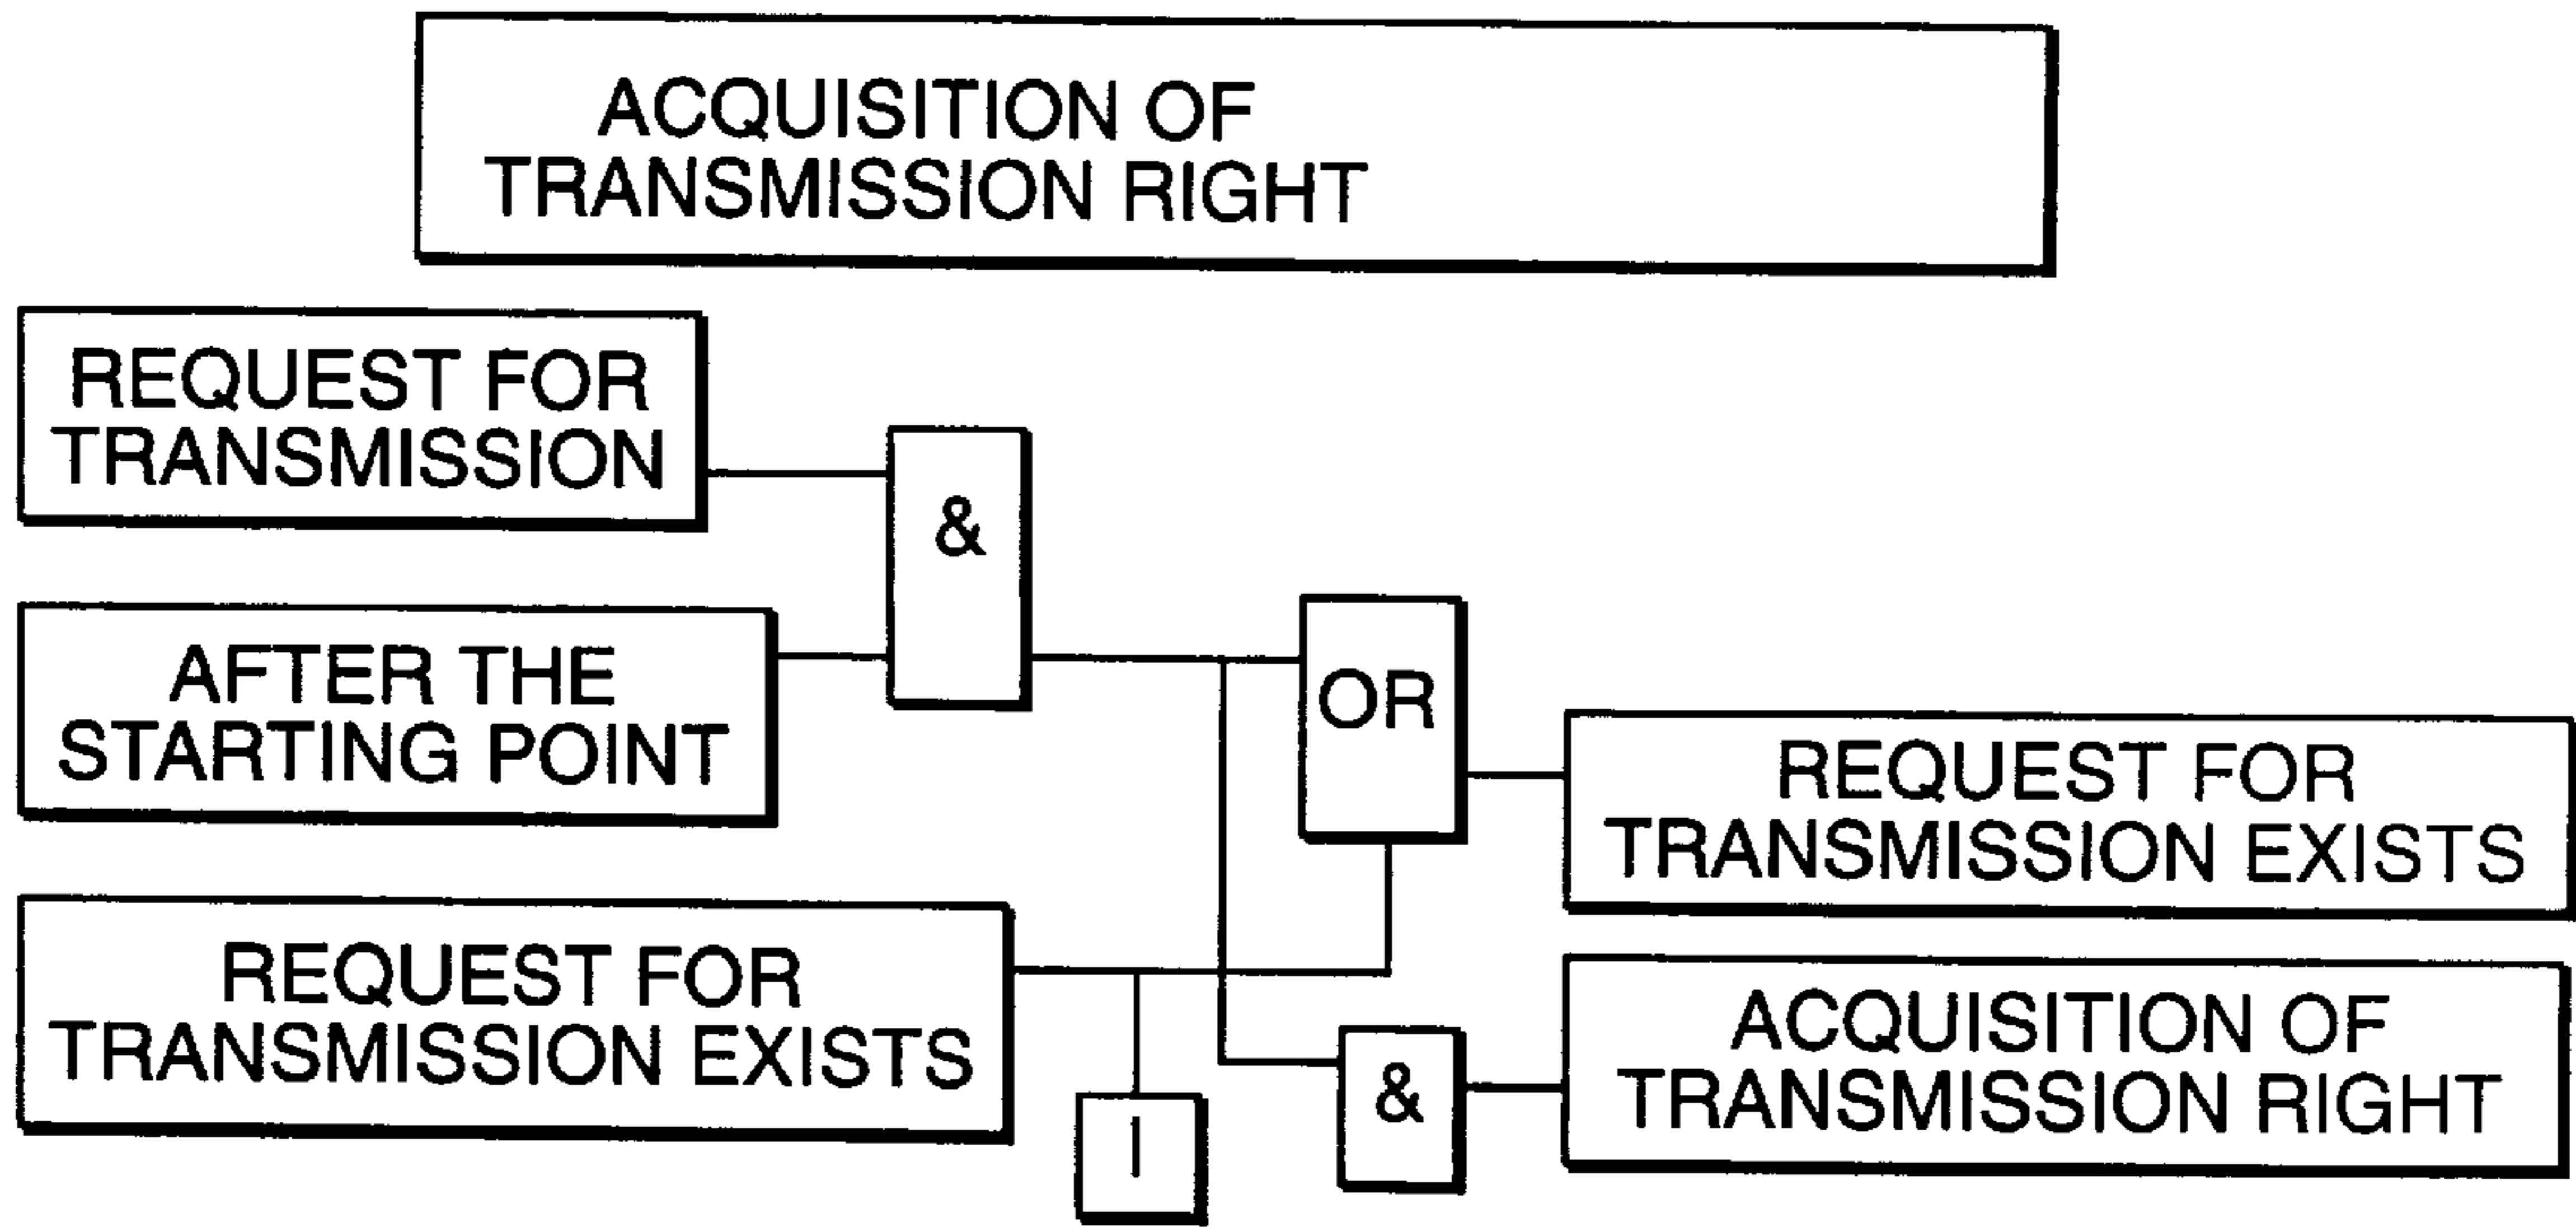 ACQUISITION OF
TRANSMISSION RIGHT
REQUEST FOR
TRANSMISSION
&
AFTER THE
STARTING POINT
OR
REQUEST FOR
TRANSMISSION EXISTS
REQUEST FOR
TRANSMISSION EXISTS
ACQUISITION OF
TRANSMISSION RIGHT
&
I